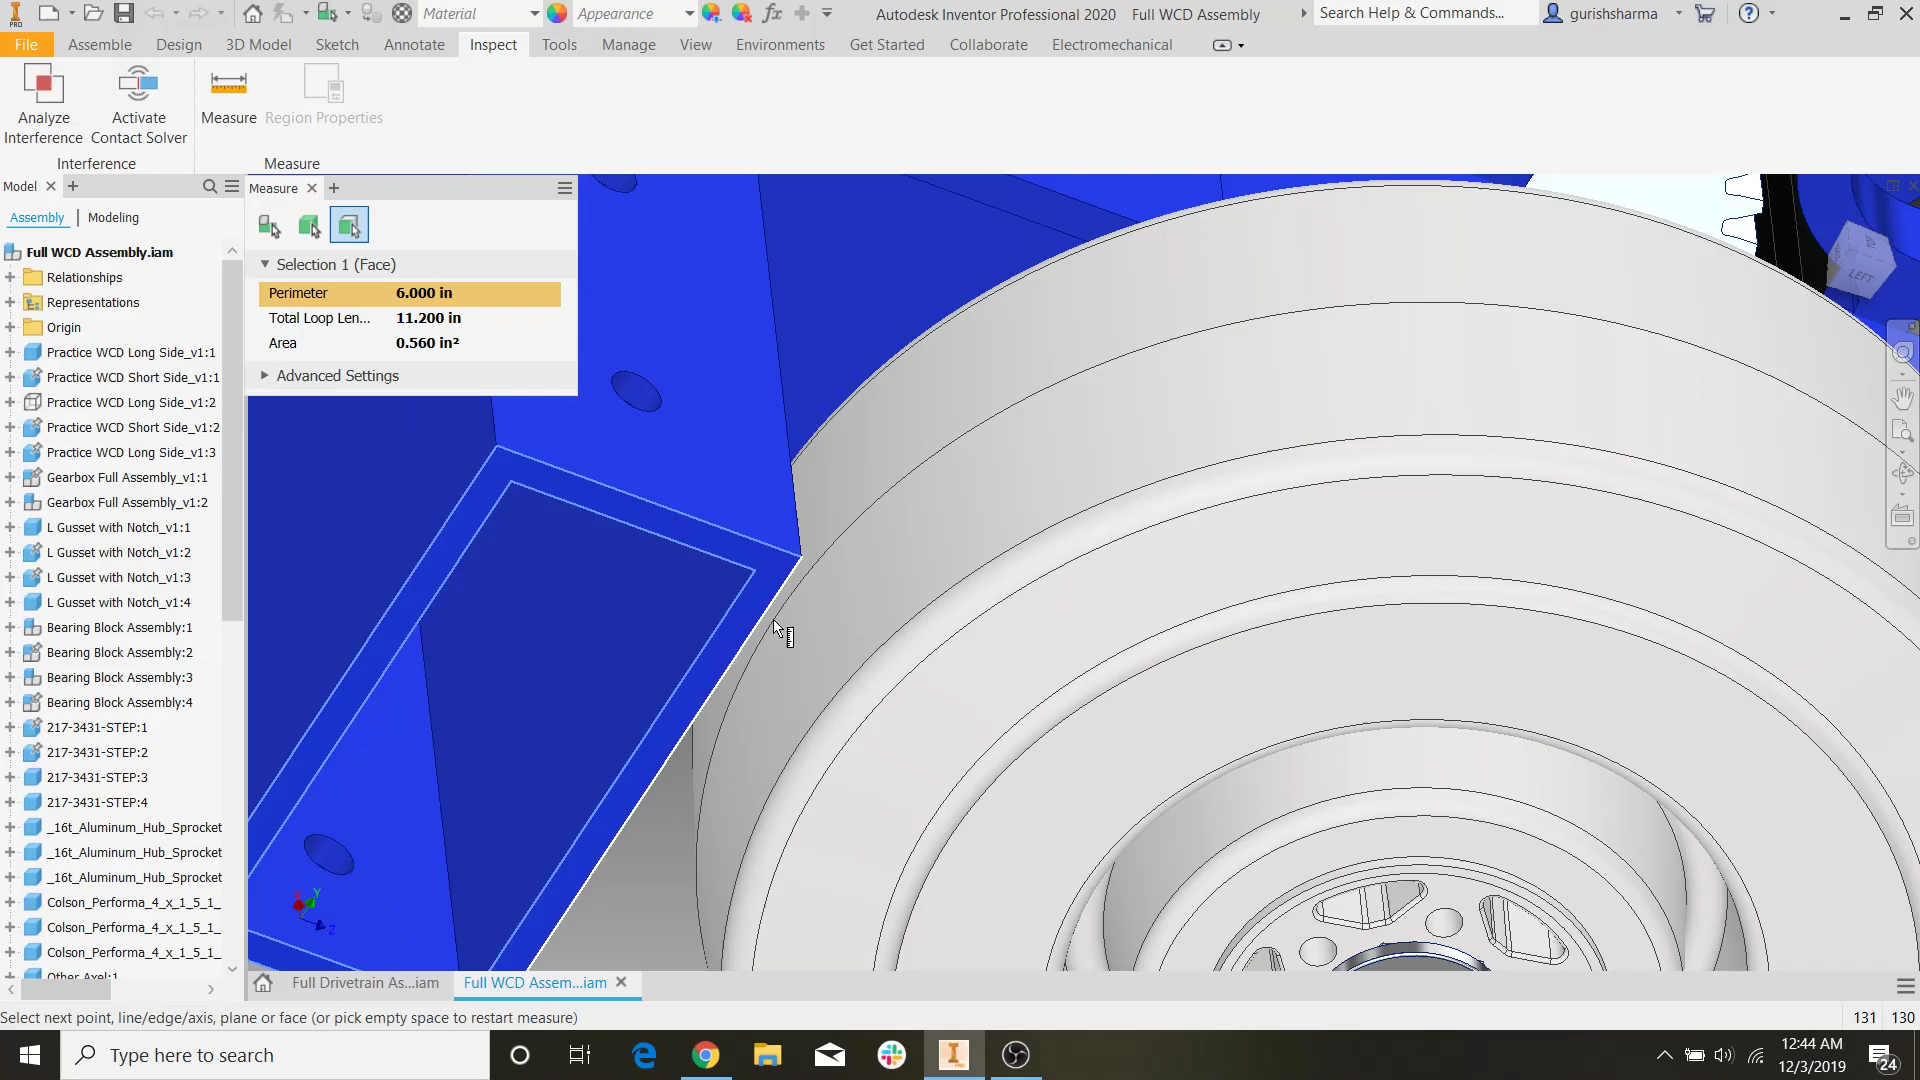 PRO
Material
Appearance
Autodesk Inventor Professional 2020
Full WCD Assembly
Search Help & Commands...
gurishsharma
File
Assemble
Design
3D Model
Sketch
Annotate
Inspect
Tools
Manage
View
Environments
Get Started
Collaborate
Electromechanical
Analyze
Interference
Activate
Contact Solver
Measure
Region Properties
Interference
Measure
Model
Assembly
Modeling
Full WCD Assembly.iam
Relationships
Representations
Origin
Practice WCD Long Side_v1:1
Practice WCD Short Side_v1:1
Practice WCD Long Side_v1:2
Practice WCD Short Side_v1:2
Practice WCD Long Side_v1:3
Gearbox Full Assembly_v1:1
Gearbox Full Assembly_v1:2
L Gusset with Notch_v1:1
L Gusset with Notch_v1:2
L Gusset with Notch_v1:3
L Gusset with Notch_v1:4
Bearing Block Assembly:1
Bearing Block Assembly:2
Bearing Block Assembly:3
Bearing Block Assembly:4
217-3431-STEP:1
217-3431-STEP:2
217-3431-STEP:3
217-3431-STEP:4
_16t_Aluminum_Hub_Sprocket
_16t_Aluminum_Hub_Sprocket
_16t_Aluminum_Hub_Sprocket
Colson_Performa_4_x_1_5_1_
Colson_Performa_4_x_1_5_1_
Colson_Performa_4_x_1_5_1_
Other Axel:1
Measure
Selection 1 (Face)
Perimeter 6.000 in
Total Loop Len... 11.200 in
Area 0.560 in²
Advanced Settings
LEFT
Y
Z
Full Drivetrain As...iam
Full WCD Assem...iam
Select next point, line/edge/axis, plane or face (or pick empty space to restart measure)
131 130
Type here to search
12:44 AM
12/3/2019
24